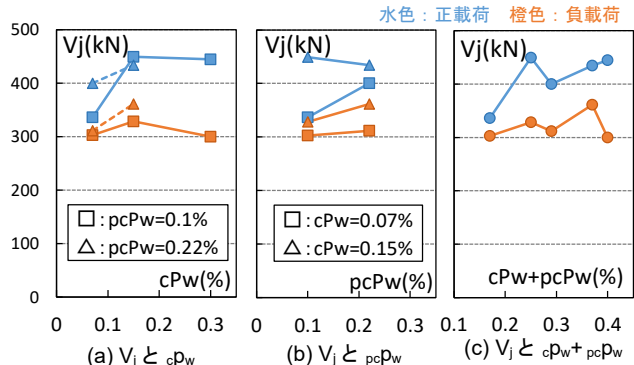 水色：正載荷 橙色：負載荷
500
400
300
200
100
0
Vj(kN)
□：pcPw=0.1%
△：pcPw=0.22%
cPw(%)
0 0.1 0.2 0.3
(a) Vj と cpw
Vj(kN)
□：cPw=0.07%
△：cPw=0.15%
pcPw(%)
0 0.1 0.2 0.3
(b) Vj と pcpw
Vj(kN)
cPw+pcPw(%)
0.1 0.2 0.3 0.4
(c) Vj と cpw+ pcpw